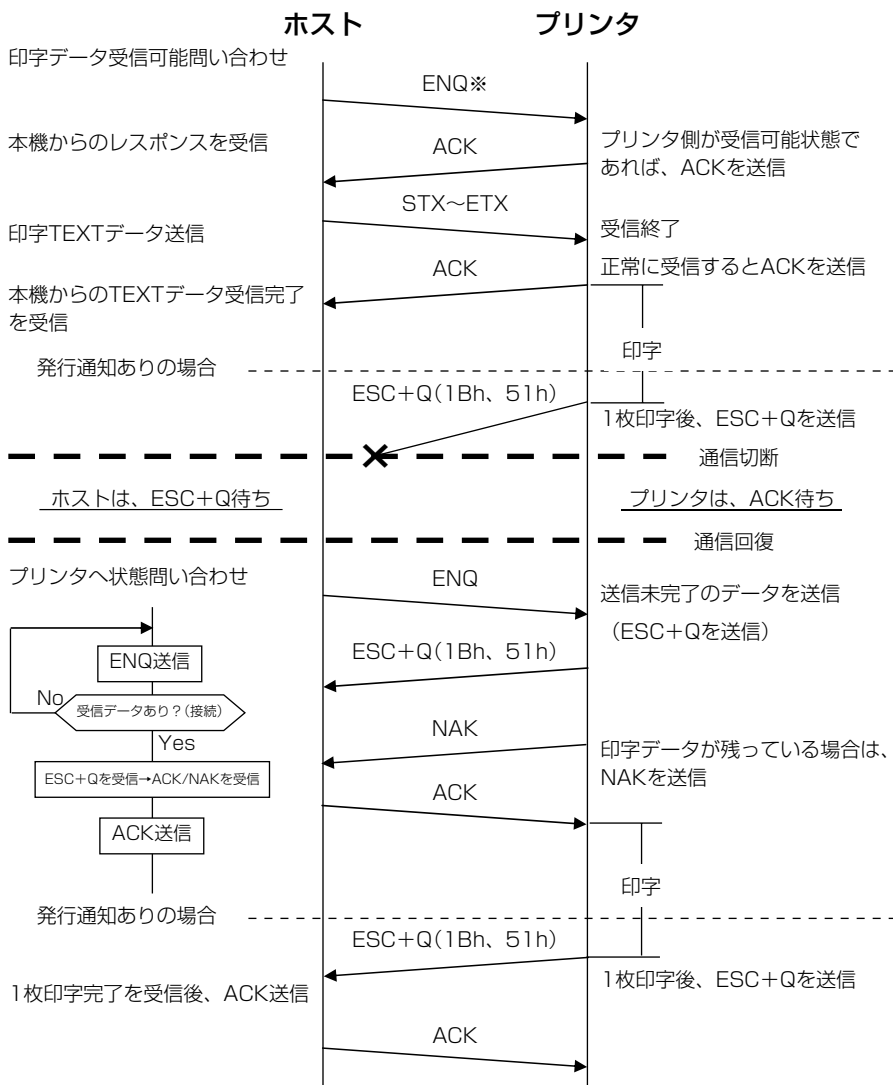 ホスト
プリンタ
印字データ受信可能問い合わせ
ENQ※
本機からのレスポンスを受信
ACK
プリンタ側が受信可能状態で
あれば、ACKを送信
STX〜ETX
印字TEXTデータ送信
受信終了
ACK
正常に受信するとACKを送信
本機からのTEXTデータ受信完了
を受信
印字
発行通知ありの場合
ESC+Q(1Bh、51h)
1枚印字後、ESC+Qを送信
通信切断
ホストは、ESC+Q待ち
プリンタは、ACK待ち
通信回復
プリンタへ状態問い合わせ
ENQ
送信未完了のデータを送信
(ESC+Qを送信)
ENQ送信
ESC+Q(1Bh、51h)
No
受信データあり?(接続)
Yes
NAK
印字データが残っている場合は、
NAKを送信
ESC+Qを受信→ACK/NAKを受信
ACK
ACK送信
印字
発行通知ありの場合
ESC+Q(1Bh、51h)
1枚印字後、ESC+Qを送信
1枚印字完了を受信後、ACK送信
ACK